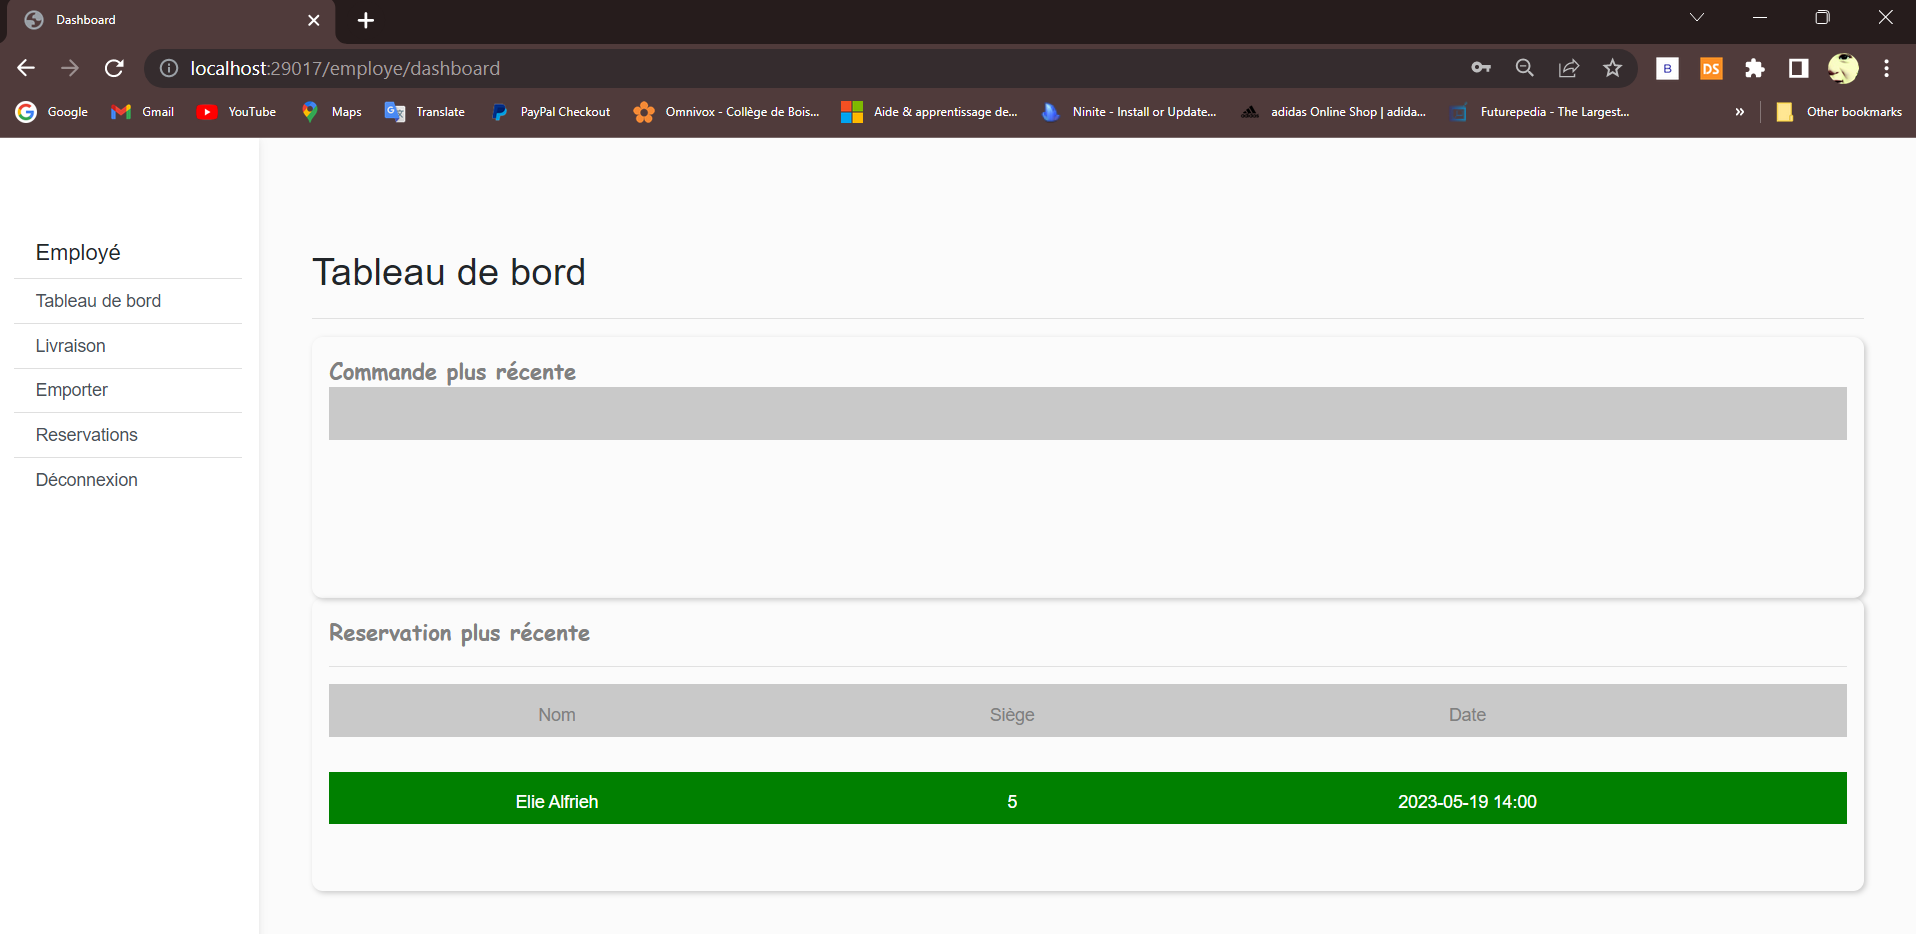 Dashboard
localhost:29017/employe/dashboard
B
DS
Google
Gmail
YouTube
Maps
Translate
PayPal Checkout
Omnivox - Collège de Bois...
Aide & apprentissage de...
Ninite - Install or Update...
adidas Online Shop | adida...
Futurepedia - The Largest...
»
Other bookmarks
Employé
Tableau de bord
Livraison
Emporter
Reservations
Déconnexion
Tableau de bord
Commande plus récente
Reservation plus récente
Nom Siège Date
Elie Alfrieh 5 2023-05-19 14:00